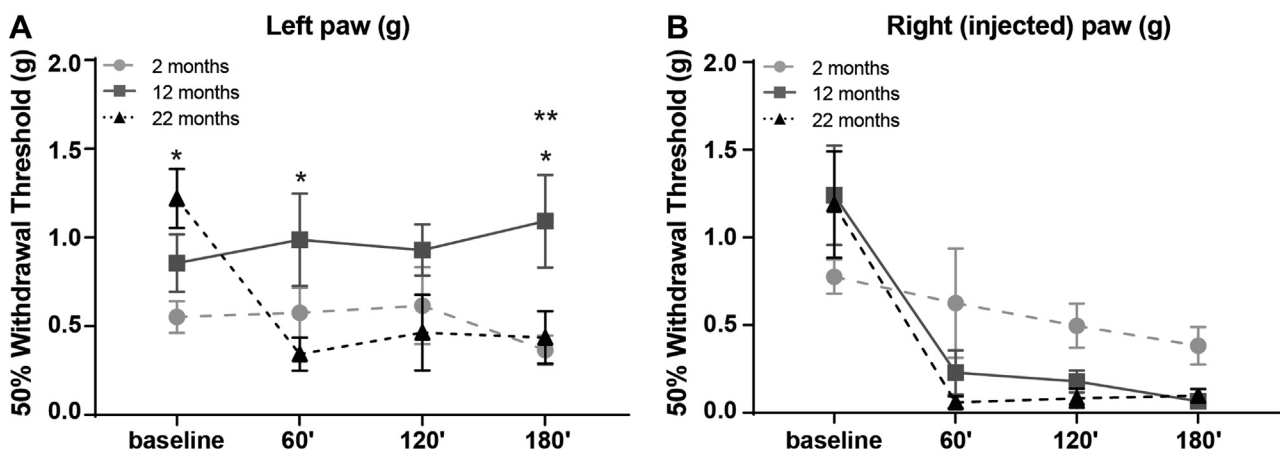 A
Left paw (g)
50% Withdrawal Threshold (g)
2.0
1.5
1.0
0.5
0.0
2 months
12 months
22 months
*
*
**
*
baseline
60'
120'
180'
B
Right (injected) paw (g)
50% Withdrawal Threshold (g)
2.0
1.5
1.0
0.5
0.0
2 months
12 months
22 months
baseline
60'
120'
180'